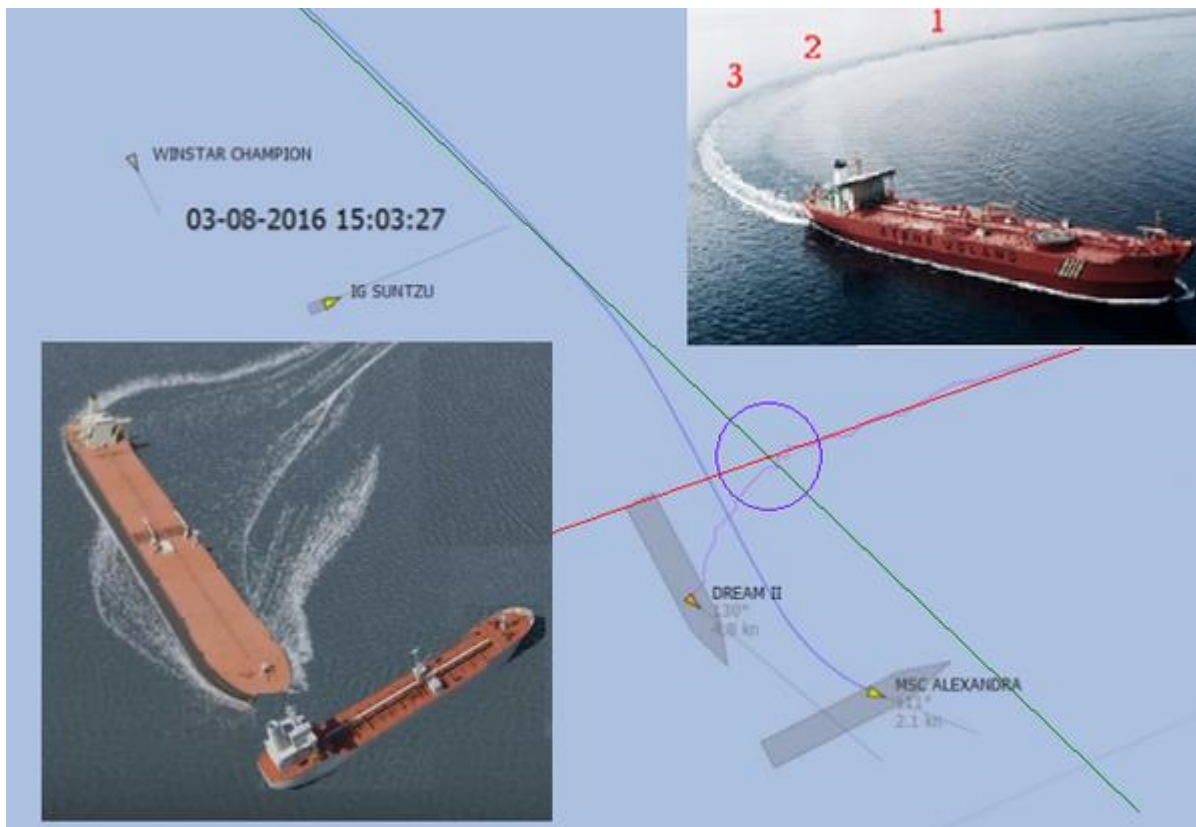 1
2
3
WINSTAR CHAMPION
03-08-2016 15:03:27
IG SUNTZU
DREAM II
130°
4.8 kn
MSC ALEXANDRA
111°
2.1 kn